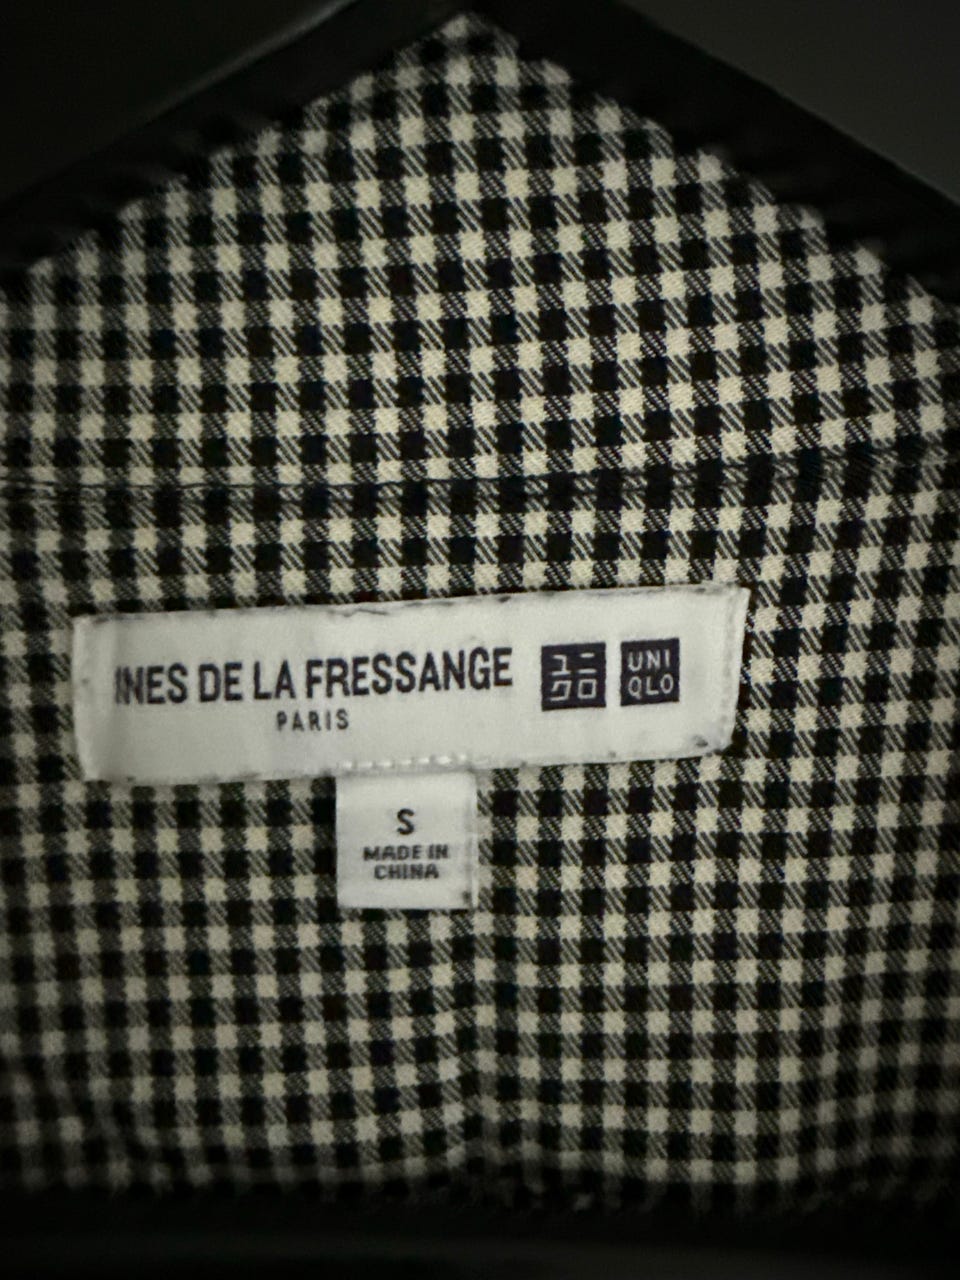 INES DE LA FRESSANGE
PARIS
ユニ
クロ
UNI
QLO
S
MADE IN
CHINA